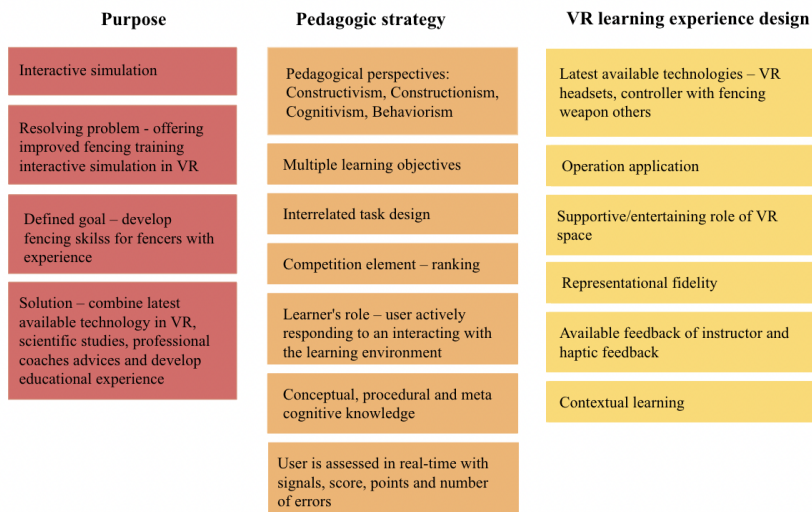 Purpose
Interactive simulation
Resolving problem - offering
improved fencing training
interactive simulation in VR
Defined goal – develop
fencing skilss for fencers with
experience
Solution – combine latest
available technology in VR,
scientific studies, professional
coaches advices and develop
educational experience
Pedagogic strategy
Pedagogical perspectives:
Constructivism, Constructionism,
Cognitivism, Behaviorism
Multiple learning objectives
Interrelated task design
Competition element – ranking
Learner's role – user actively
responding to an interacting with
the learning environment
Conceptual, procedural and meta
cognitive knowledge
User is assessed in real-time with
signals, score, points and number
of errors
VR learning experience design
Latest available technologies – VR
headsets, controller with fencing
weapon others
Operation application
Supportive/entertaining role of VR
space
Representational fidelity
Available feedback of instructor and
haptic feedback
Contextual learning